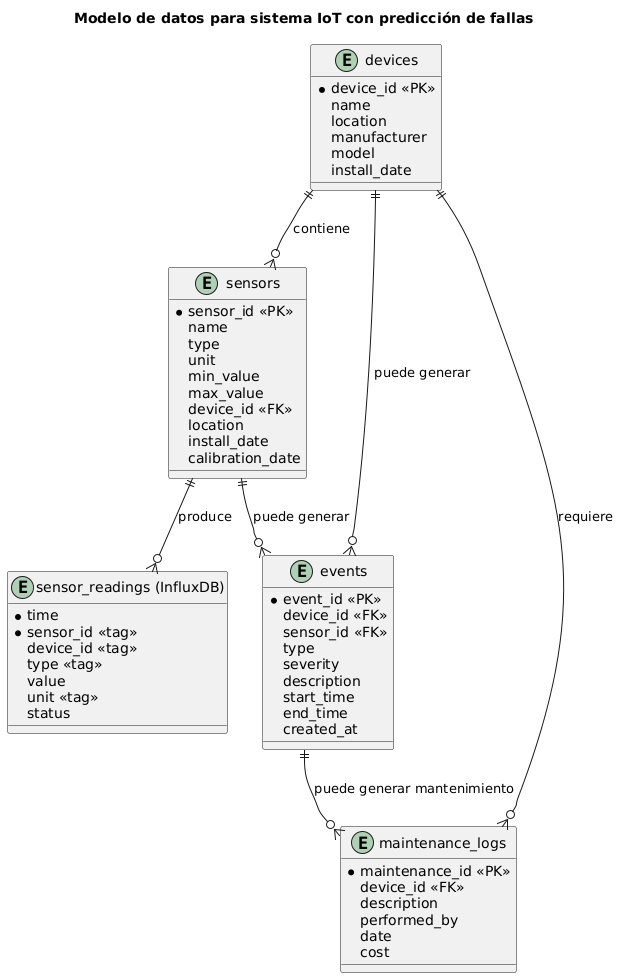 Modelo de datos para sistema IoT con predicción de fallas
E devices
device_id «PK»
name
location
manufacturer
model
install_date
contiene
E sensors
sensor_id «PK»
name
type
unit
min_value
max_value
device_id «FK»
location
install_date
calibration_date
puede generar
requiere
produce
puede generar
E sensor_readings (InfluxDB)
time
sensor_id «tag»
device_id «tag»
type «tag»
value
unit «tag»
status
E events
event_id «PK»
device_id «FK»
sensor_id «FK»
type
severity
description
start_time
end_time
created_at
puede generar mantenimiento
E maintenance_logs
maintenance_id «PK»
device_id «FK»
description
performed_by
date
cost